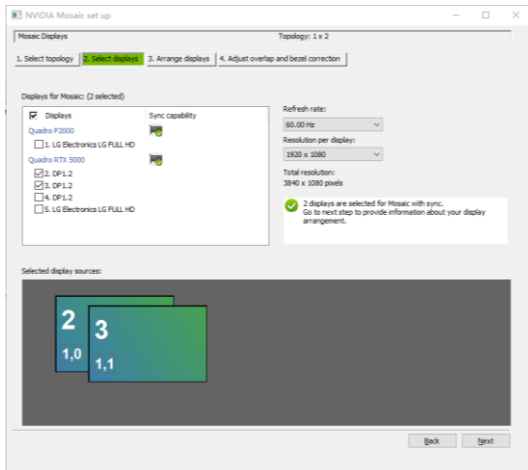 NVIDIA Mosaic set up
Mosaic Displays Topology: 1 x 2
1. Select topology 2. Select displays 3. Arrange displays 4. Adjust overlap and bezel correction
Displays for Mosaic: (2 selected)
Displays Sync capability
Quadro P2000
1. LG Electronics LG FULL HD
Quadro RTX 5000
2. DP1.2
3. DP1.2
4. DP1.2
5. LG Electronics LG FULL HD
Refresh rate:
60.00 Hz
Resolution per display:
1920 x 1080
Total resolution:
3840 x 1080 pixels
2 displays are selected for Mosaic with sync.
Go to next step to provide information about your display
arrangement.
Selected display sources:
2
1,0
3
1,1
Back Next